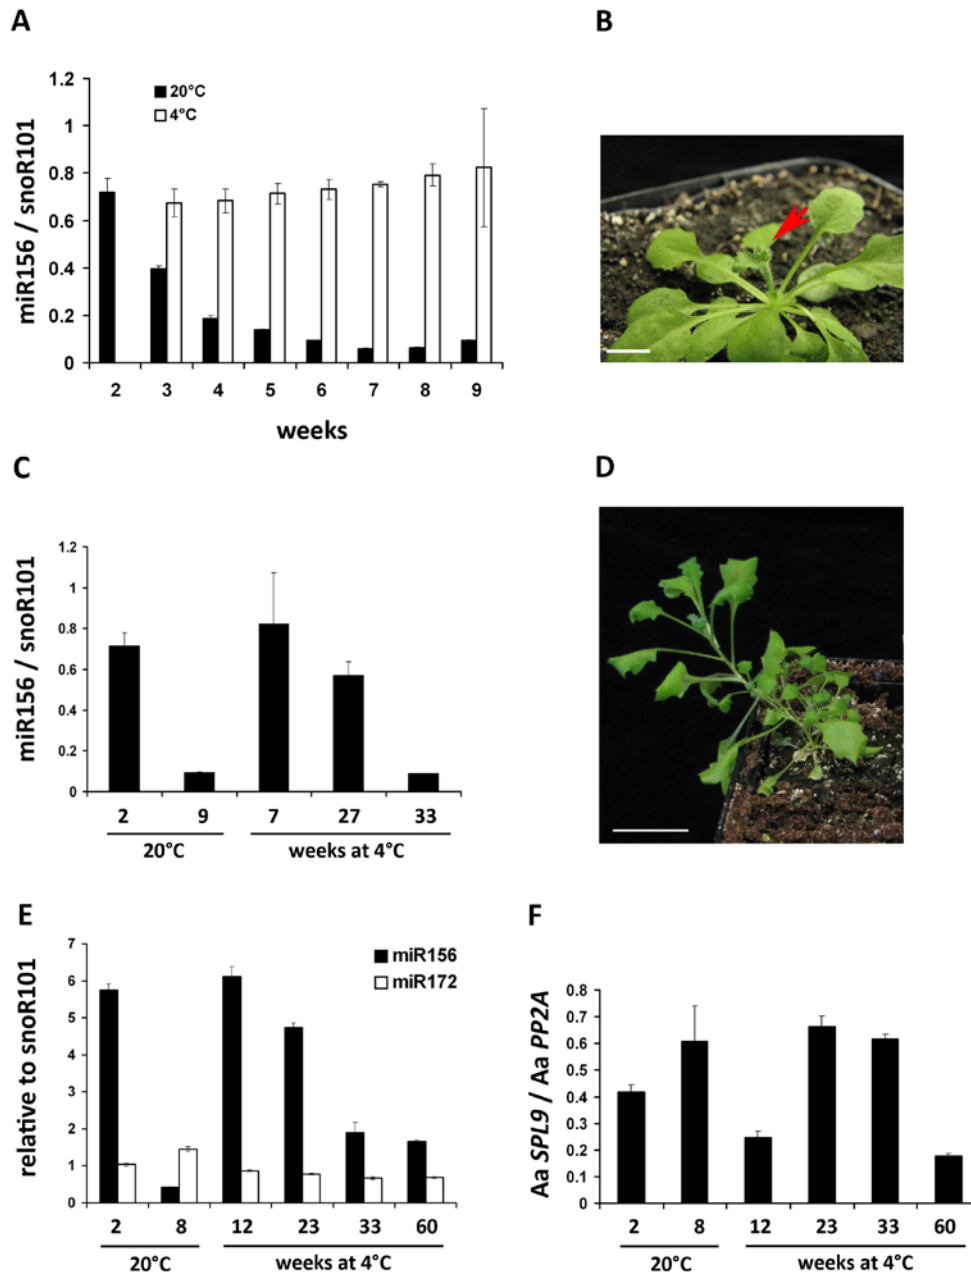 A
miR156 / snoR101
1.2
1
0.8
0.6
0.4
0.2
0
20°C
4°C
2 3 4 5 6 7 8 9
weeks
B
C
miR156 / snoR101
1.2
1
0.8
0.6
0.4
0.2
0
2 9 7 27 33
20°C weeks at 4°C
D
E
relative to snoR101
7
6
5
4
3
2
1
0
miR156
miR172
2 8 12 23 33 60
20°C weeks at 4°C
F
Aa SPL9 / Aa PP2A
0.8
0.7
0.6
0.5
0.4
0.3
0.2
0.1
0
2 8 12 23 33 60
20°C weeks at 4°C